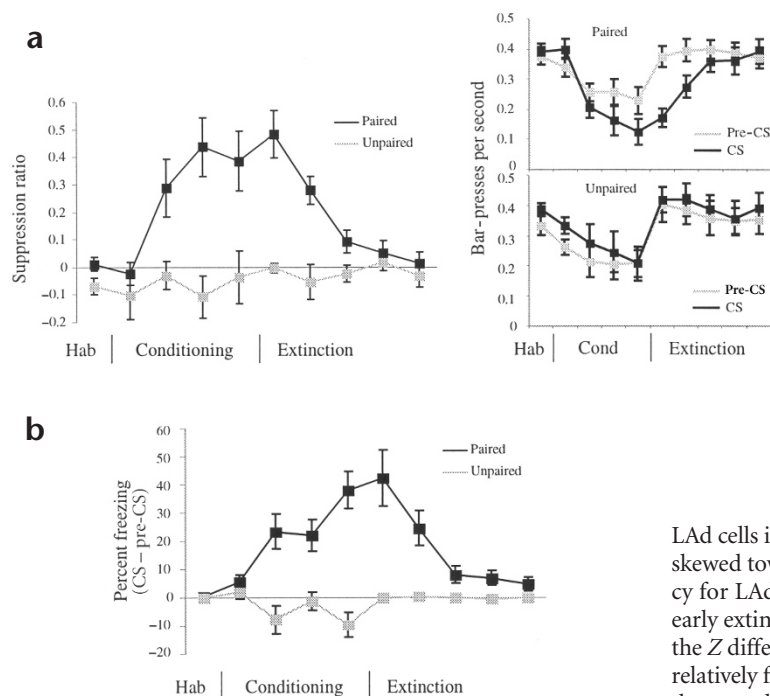 a
Suppression ratio
0.6
0.5
0.4
0.3
0.2
0.1
0
−0.1
−0.2
Paired
Unpaired
Hab | Conditioning | Extinction
Bar-presses per second
0.5
0.4
0.3
0.2
0.1
0
Paired
Pre-CS
CS
0.5
0.4
0.3
0.2
0.1
0
Unpaired
Pre-CS
CS
Hab | Cond | Extinction
b
Percent freezing
(CS – pre-CS)
60
50
40
30
20
10
0
−10
−20
Paired
Unpaired
Hab | Conditioning | Extinction
LAd cells i
skewed tow
cy for LAd
early extin
the Z diffe
relatively f